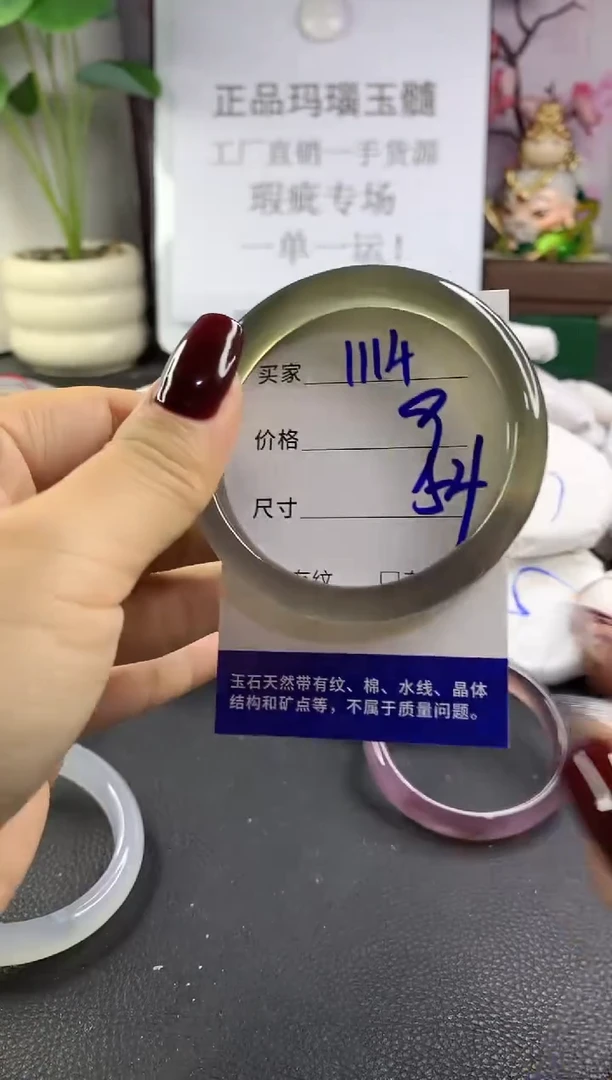 正品玛瑙玉髓
工厂直销一手货源
瑕疵专场
一单一运！
买家 1114
价格 8
尺寸 54
玉石天然带有纹、棉、水线、晶体
结构和矿点等，不属于质量问题。